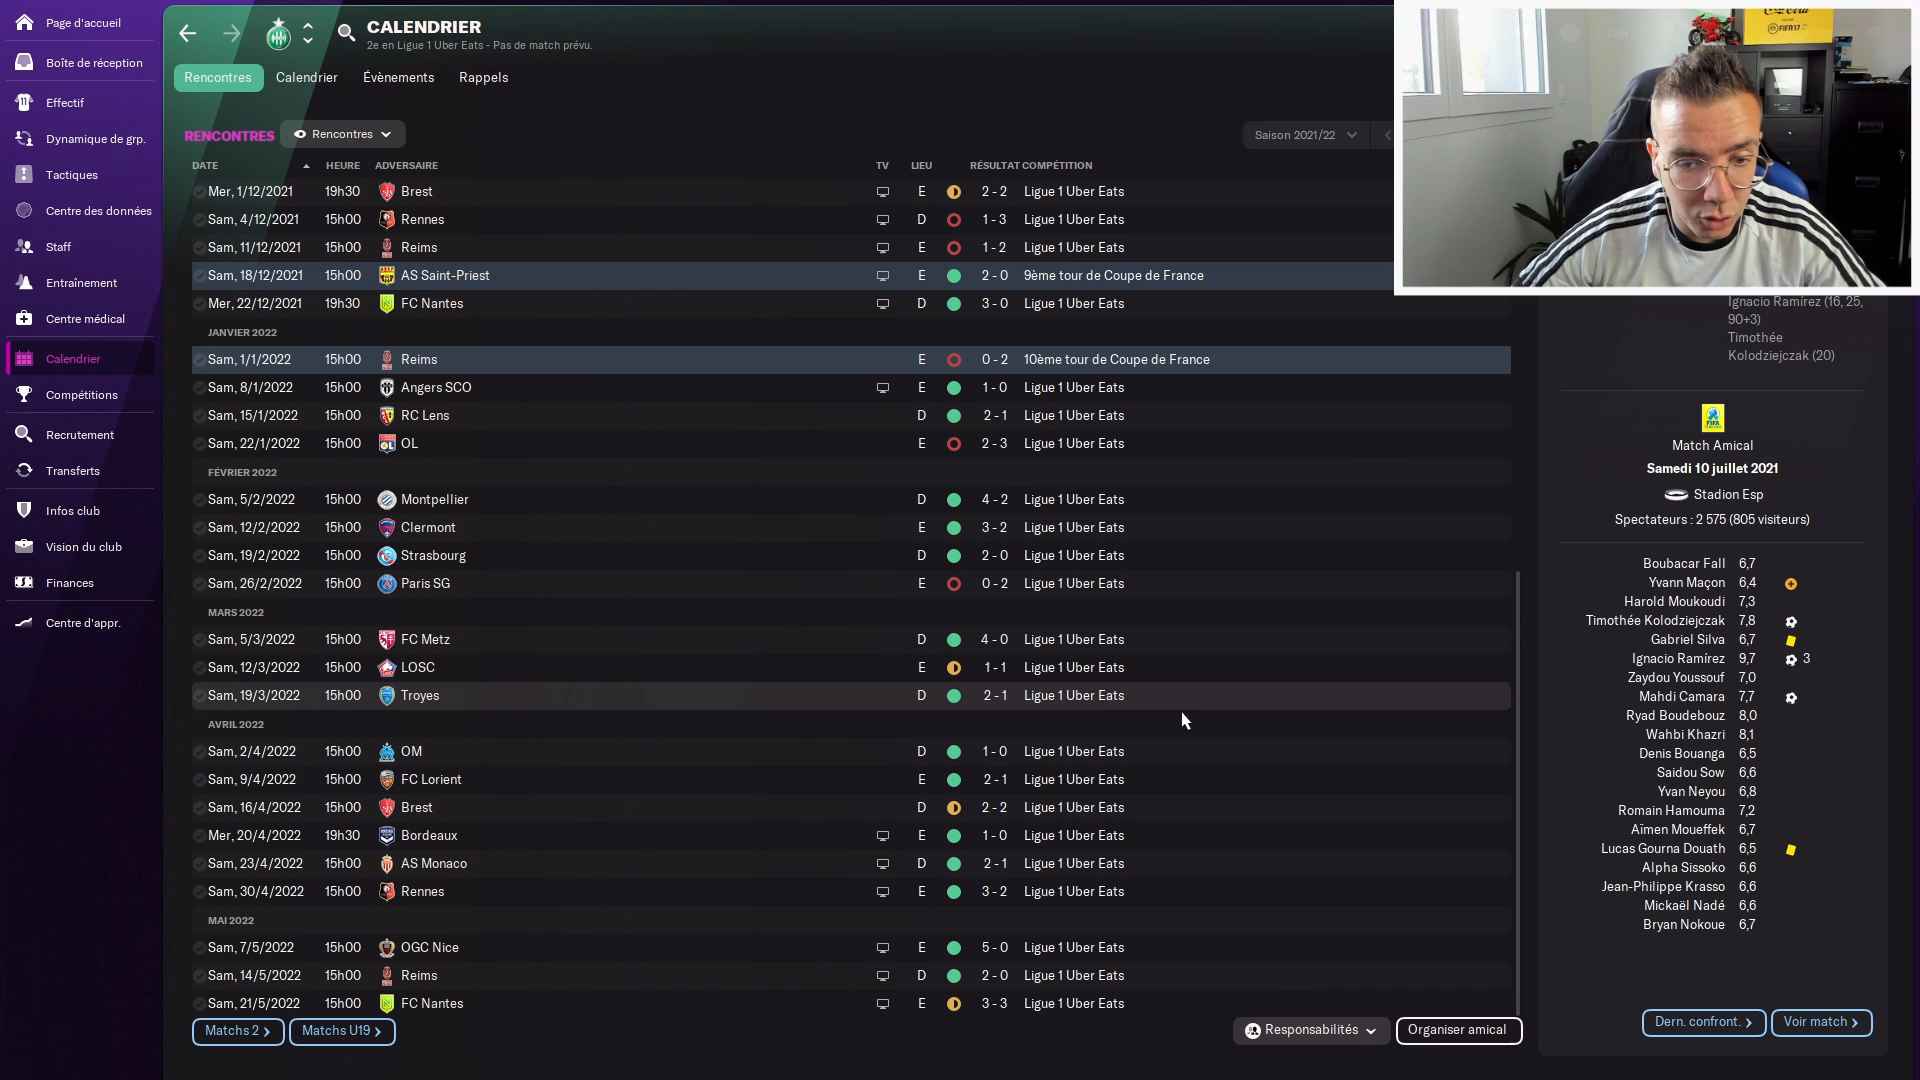 Page d'accueil
Boîte de réception
Effectif
Dynamique de grp.
Tactiques
Centre des données
Staff
Entraînement
Centre médical
Calendrier
Compétitions
Recrutement
Transferts
Infos club
Vision du club
Finances
Centre d'appr.
CALENDRIER
2e en Ligue 1 Uber Eats - Pas de match prévu.
Rencontres Calendrier Évènements Rappels
RENCONTRES Rencontres Saison 2021/22
DATE HEURE ADVERSAIRE TV LIEU RÉSULTAT COMPÉTITION
Mer, 1/12/2021 19h30 Brest E 2 - 2 Ligue 1 Uber Eats
Sam, 4/12/2021 15h00 Rennes D 1 - 3 Ligue 1 Uber Eats
Sam, 11/12/2021 15h00 Reims E 1 - 2 Ligue 1 Uber Eats
Sam, 18/12/2021 15h00 AS Saint-Priest E 2 - 0 9ème tour de Coupe de France
Mer, 22/12/2021 19h30 FC Nantes D 3 - 0 Ligue 1 Uber Eats
JANVIER 2022
Sam, 1/1/2022 15h00 Reims E 0 - 2 10ème tour de Coupe de France
Sam, 8/1/2022 15h00 Angers SCO E 1 - 0 Ligue 1 Uber Eats
Sam, 15/1/2022 15h00 RC Lens D 2 - 1 Ligue 1 Uber Eats
Sam, 22/1/2022 15h00 OL E 2 - 3 Ligue 1 Uber Eats
FÉVRIER 2022
Sam, 5/2/2022 15h00 Montpellier D 4 - 2 Ligue 1 Uber Eats
Sam, 12/2/2022 15h00 Clermont E 3 - 2 Ligue 1 Uber Eats
Sam, 19/2/2022 15h00 Strasbourg D 2 - 0 Ligue 1 Uber Eats
Sam, 26/2/2022 15h00 Paris SG E 0 - 2 Ligue 1 Uber Eats
MARS 2022
Sam, 5/3/2022 15h00 FC Metz D 4 - 0 Ligue 1 Uber Eats
Sam, 12/3/2022 15h00 LOSC E 1 - 1 Ligue 1 Uber Eats
Sam, 19/3/2022 15h00 Troyes D 2 - 1 Ligue 1 Uber Eats
AVRIL 2022
Sam, 2/4/2022 15h00 OM D 1 - 0 Ligue 1 Uber Eats
Sam, 9/4/2022 15h00 FC Lorient E 2 - 1 Ligue 1 Uber Eats
Sam, 16/4/2022 15h00 Brest D 2 - 2 Ligue 1 Uber Eats
Mer, 20/4/2022 19h30 Bordeaux E 1 - 0 Ligue 1 Uber Eats
Sam, 23/4/2022 15h00 AS Monaco D 2 - 1 Ligue 1 Uber Eats
Sam, 30/4/2022 15h00 Rennes E 3 - 2 Ligue 1 Uber Eats
MAI 2022
Sam, 7/5/2022 15h00 OGC Nice E 5 - 0 Ligue 1 Uber Eats
Sam, 14/5/2022 15h00 Reims D 2 - 0 Ligue 1 Uber Eats
Sam, 21/5/2022 15h00 FC Nantes E 3 - 3 Ligue 1 Uber Eats
Matchs 2 Matchs U19 Responsabilités Organiser amical
FIFA 17
Ignacio Ramírez (16, 25,
90+3)
Timothée
Kolodziejczak (20)
FIFA
Match Amical
Samedi 10 juillet 2021
Stadion Esp
Spectateurs : 2 575 (805 visiteurs)
Boubacar Fall 6,7
Yvann Maçon 6,4
Harold Moukoudi 7,3
Timothée Kolodziejczak 7,8
Gabriel Silva 6,7
Ignacio Ramírez 9,7 3
Zaydou Youssouf 7,0
Mahdi Camara 7,7
Ryad Boudebouz 8,0
Wahbi Khazri 8,1
Denis Bouanga 6,5
Saidou Sow 6,6
Yvan Neyou 6,8
Romain Hamouma 7,2
Aïmen Moueffek 6,7
Lucas Gourna Douath 6,5
Alpha Sissoko 6,6
Jean-Philippe Krasso 6,6
Mickaël Nadé 6,6
Bryan Nokoue 6,7
Dern. confront. Voir match